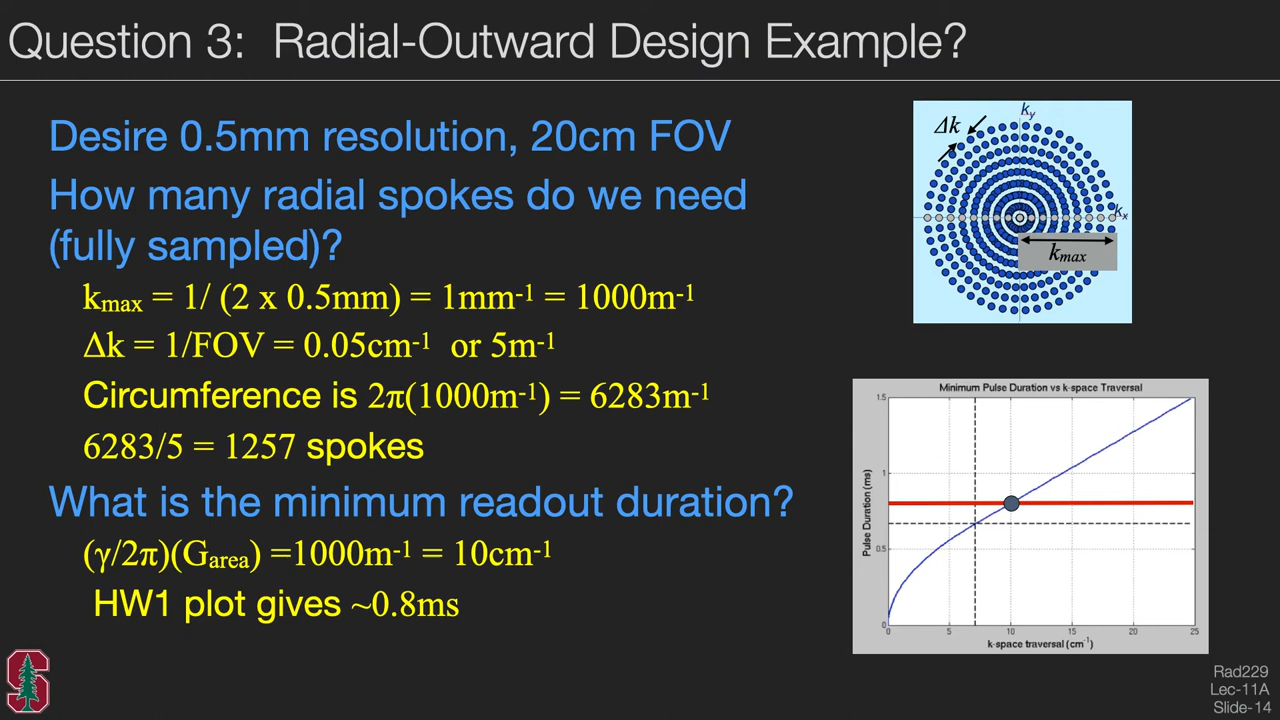 Question 3: Radial-Outward Design Example?
Desire 0.5mm resolution, 20cm FOV
How many radial spokes do we need
(fully sampled)?
kmax = 1/ (2 x 0.5mm) = 1mm⁻¹ = 1000m⁻¹
Δk = 1/FOV = 0.05cm⁻¹ or 5m⁻¹
Circumference is 2π(1000m⁻¹) = 6283m⁻¹
6283/5 = 1257 spokes
What is the minimum readout duration?
(γ/2π)(Garea) =1000m⁻¹ = 10cm⁻¹
HW1 plot gives ~0.8ms
ky
Δk
kx
kmax
Minimum Pulse Duration vs k-space Traversal
1.5
1
0.5
0
Pulse Duration (ms)
0 5 10 15 20 25
k-space traversal (cm⁻¹)
S
Rad229
Lec-11A
Slide-14